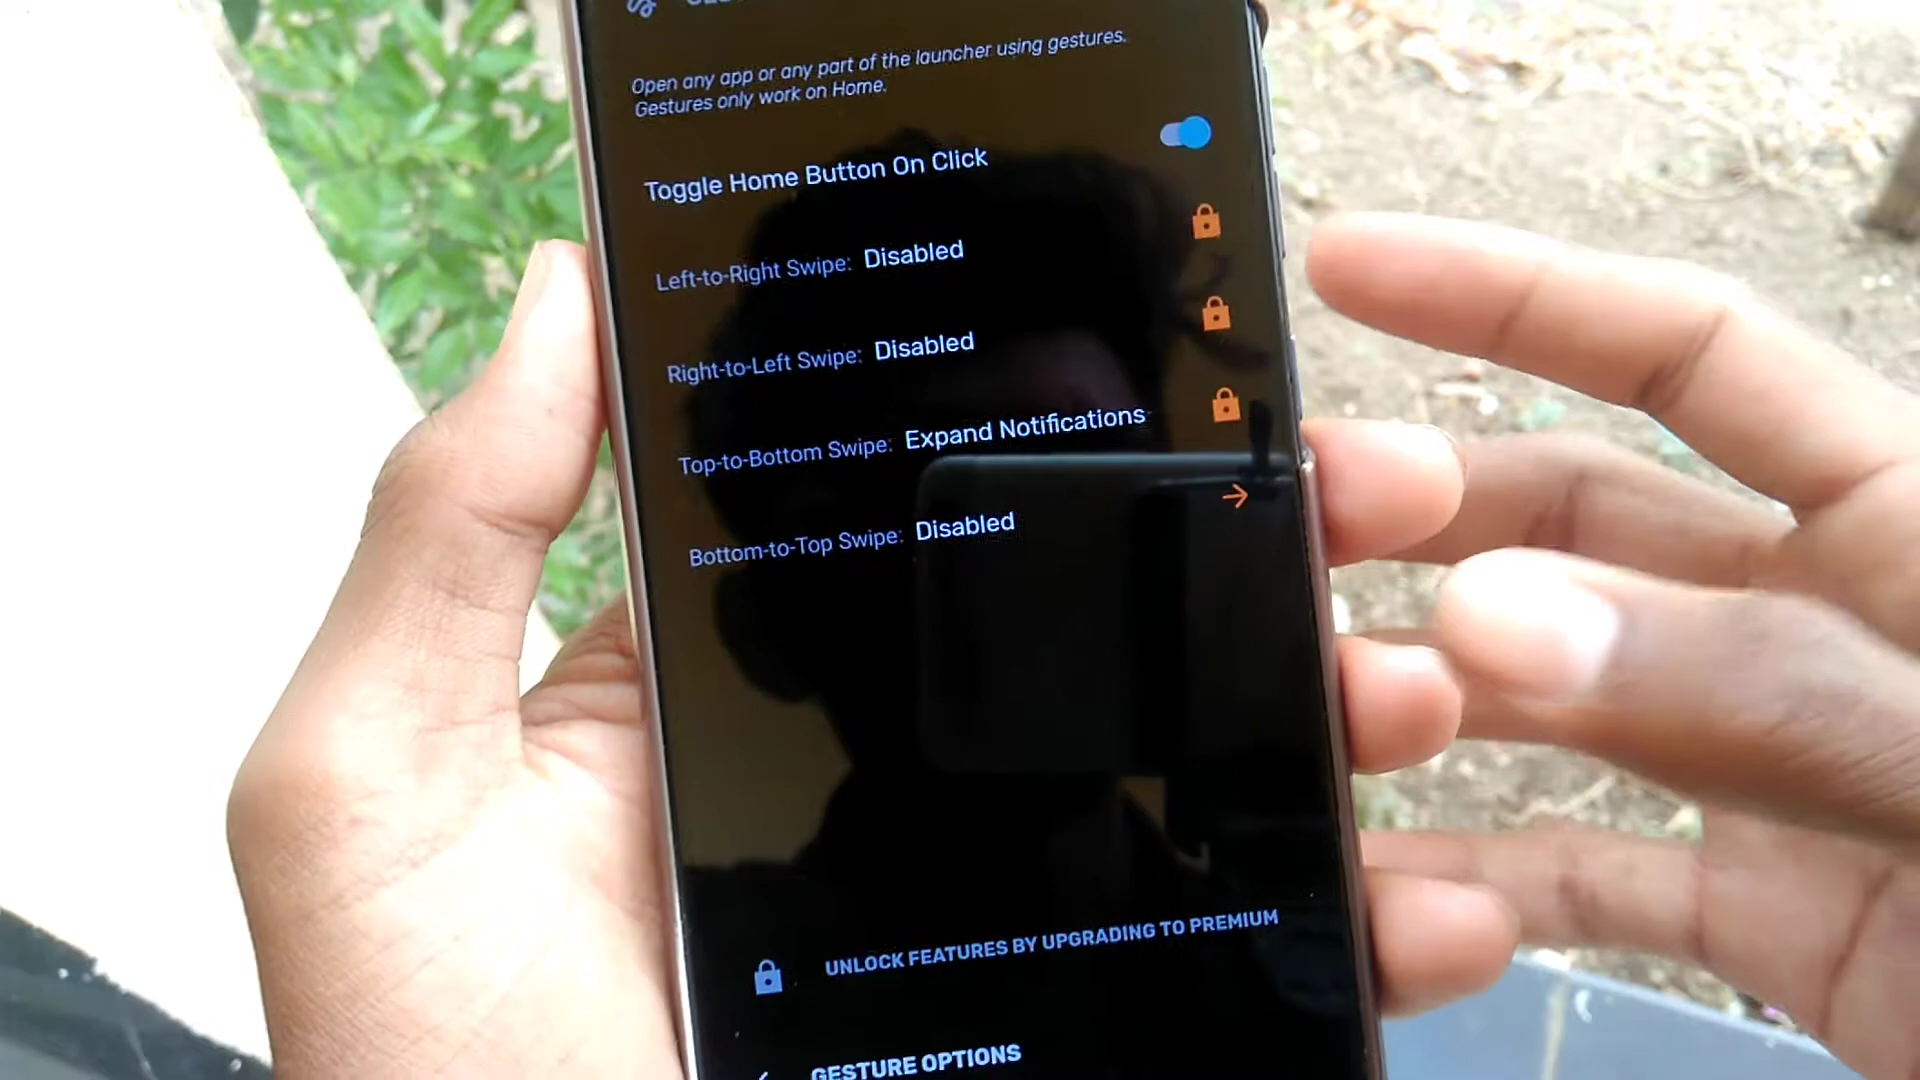 Open any app or any part of the launcher using gestures.
Gestures only work on Home.
Toggle Home Button On Click
Left-to-Right Swipe: Disabled
Right-to-Left Swipe: Disabled
Top-to-Bottom Swipe: Expand Notifications
Bottom-to-Top Swipe: Disabled
UNLOCK FEATURES BY UPGRADING TO PREMIUM
GESTURE OPTIONS